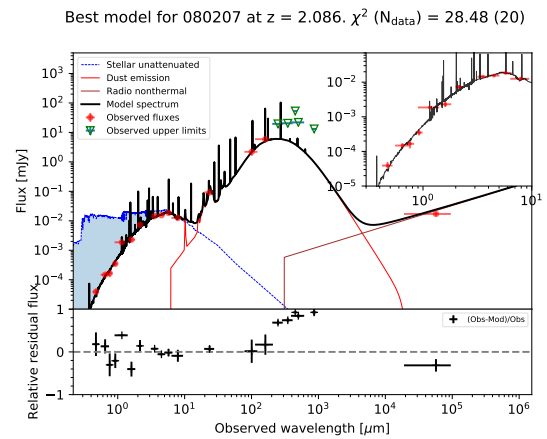 Best model for 080207 at z = 2.086. χ² (N_data) = 28.48 (20)
Flux [mJy]
10⁵
10⁴
10³
10²
10¹
10⁰
10⁻¹
10⁻²
10⁻³
10⁻⁴
Stellar unattenuated
Dust emission
Radio nonthermal
Model spectrum
Observed fluxes
Observed upper limits
10⁻²
10⁻³
10⁻⁴
10⁻⁵
10⁰
10¹
Relative residual flux
1
0
−1
(Obs-Mod)/Obs
10⁰
10¹
10²
10³
10⁴
10⁵
10⁶
Observed wavelength [μm]